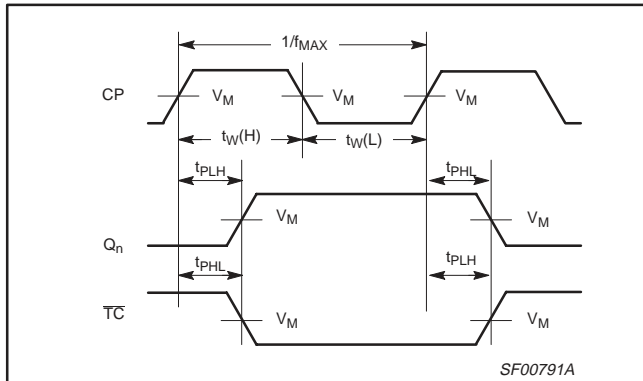 1/fMAX
CP
VM VM VM
tW(H) tW(L)
tPLH tPHL
VM VM
Qn
tPHL tPLH
TC
VM VM
SF00791A